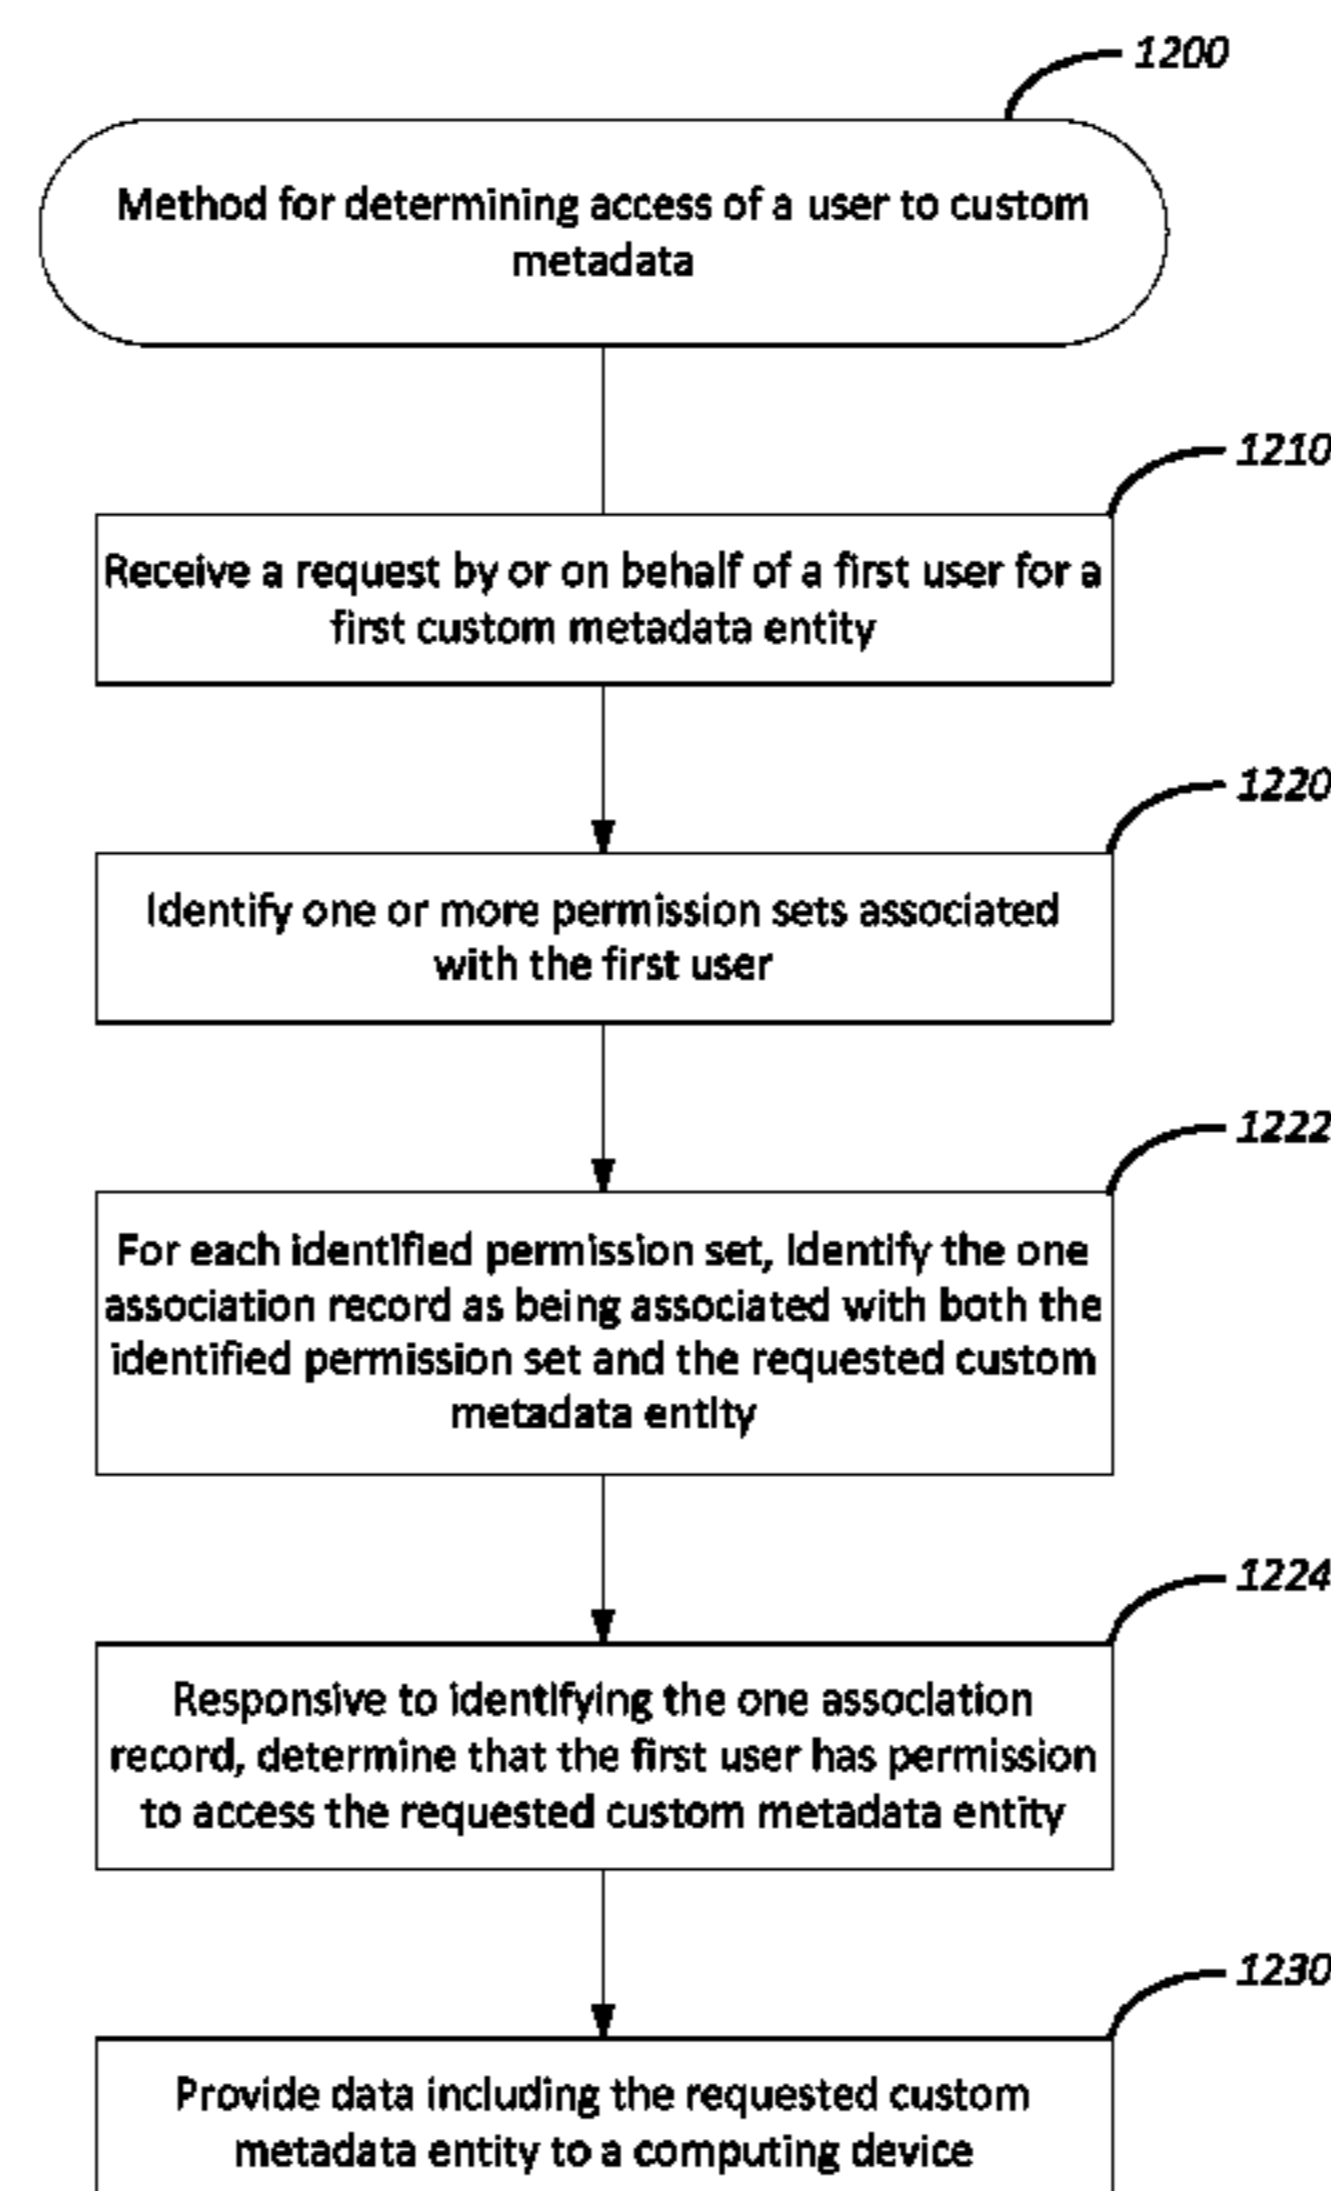 1200
Method for determining access of a user to custom
metadata
1210
Receive a request by or on behalf of a first user for a
first custom metadata entity
1220
Identify one or more permission sets associated
with the first user
1222
For each identified permission set, identify the one
association record as being associated with both the
identified permission set and the requested custom
metadata entity
1224
Responsive to identifying the one association
record, determine that the first user has permission
to access the requested custom metadata entity
1230
Provide data including the requested custom
metadata entity to a computing device